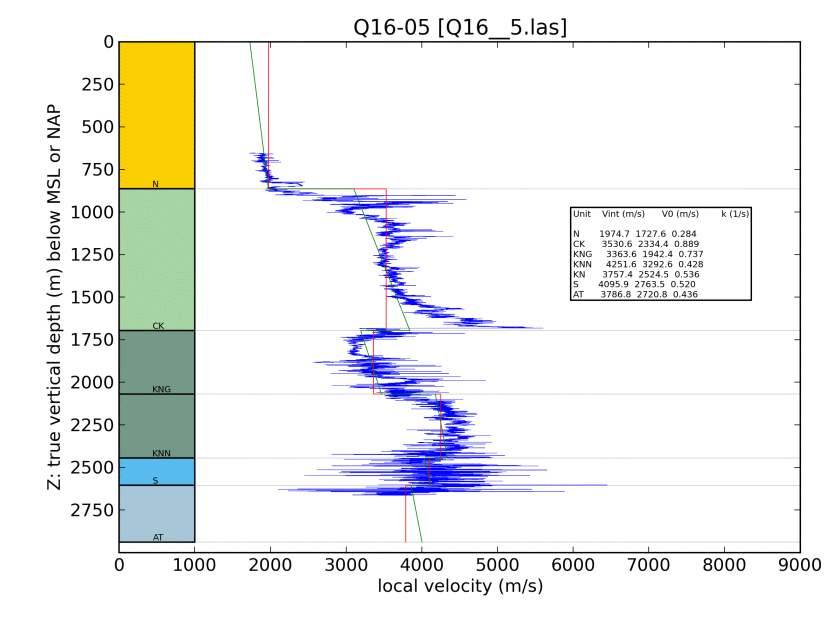 Q16-05 [Q16__5.las]
0
250
500
750
1000
1250
1500
1750
2000
2250
2500
2750
Z: true vertical depth (m) below MSL or NAP
N
CK
KNG
KNN
S
AT
Unit Vint (m/s) V0 (m/s) k (1/s)
N 1974.7 1727.6 0.284
CK 3530.6 2334.4 0.889
KNG 3363.6 1942.4 0.737
KNN 4251.6 3292.6 0.428
KN 3757.4 2524.5 0.536
S 4095.9 2763.5 0.520
AT 3786.8 2720.8 0.436
0 1000 2000 3000 4000 5000 6000 7000 8000 9000
local velocity (m/s)